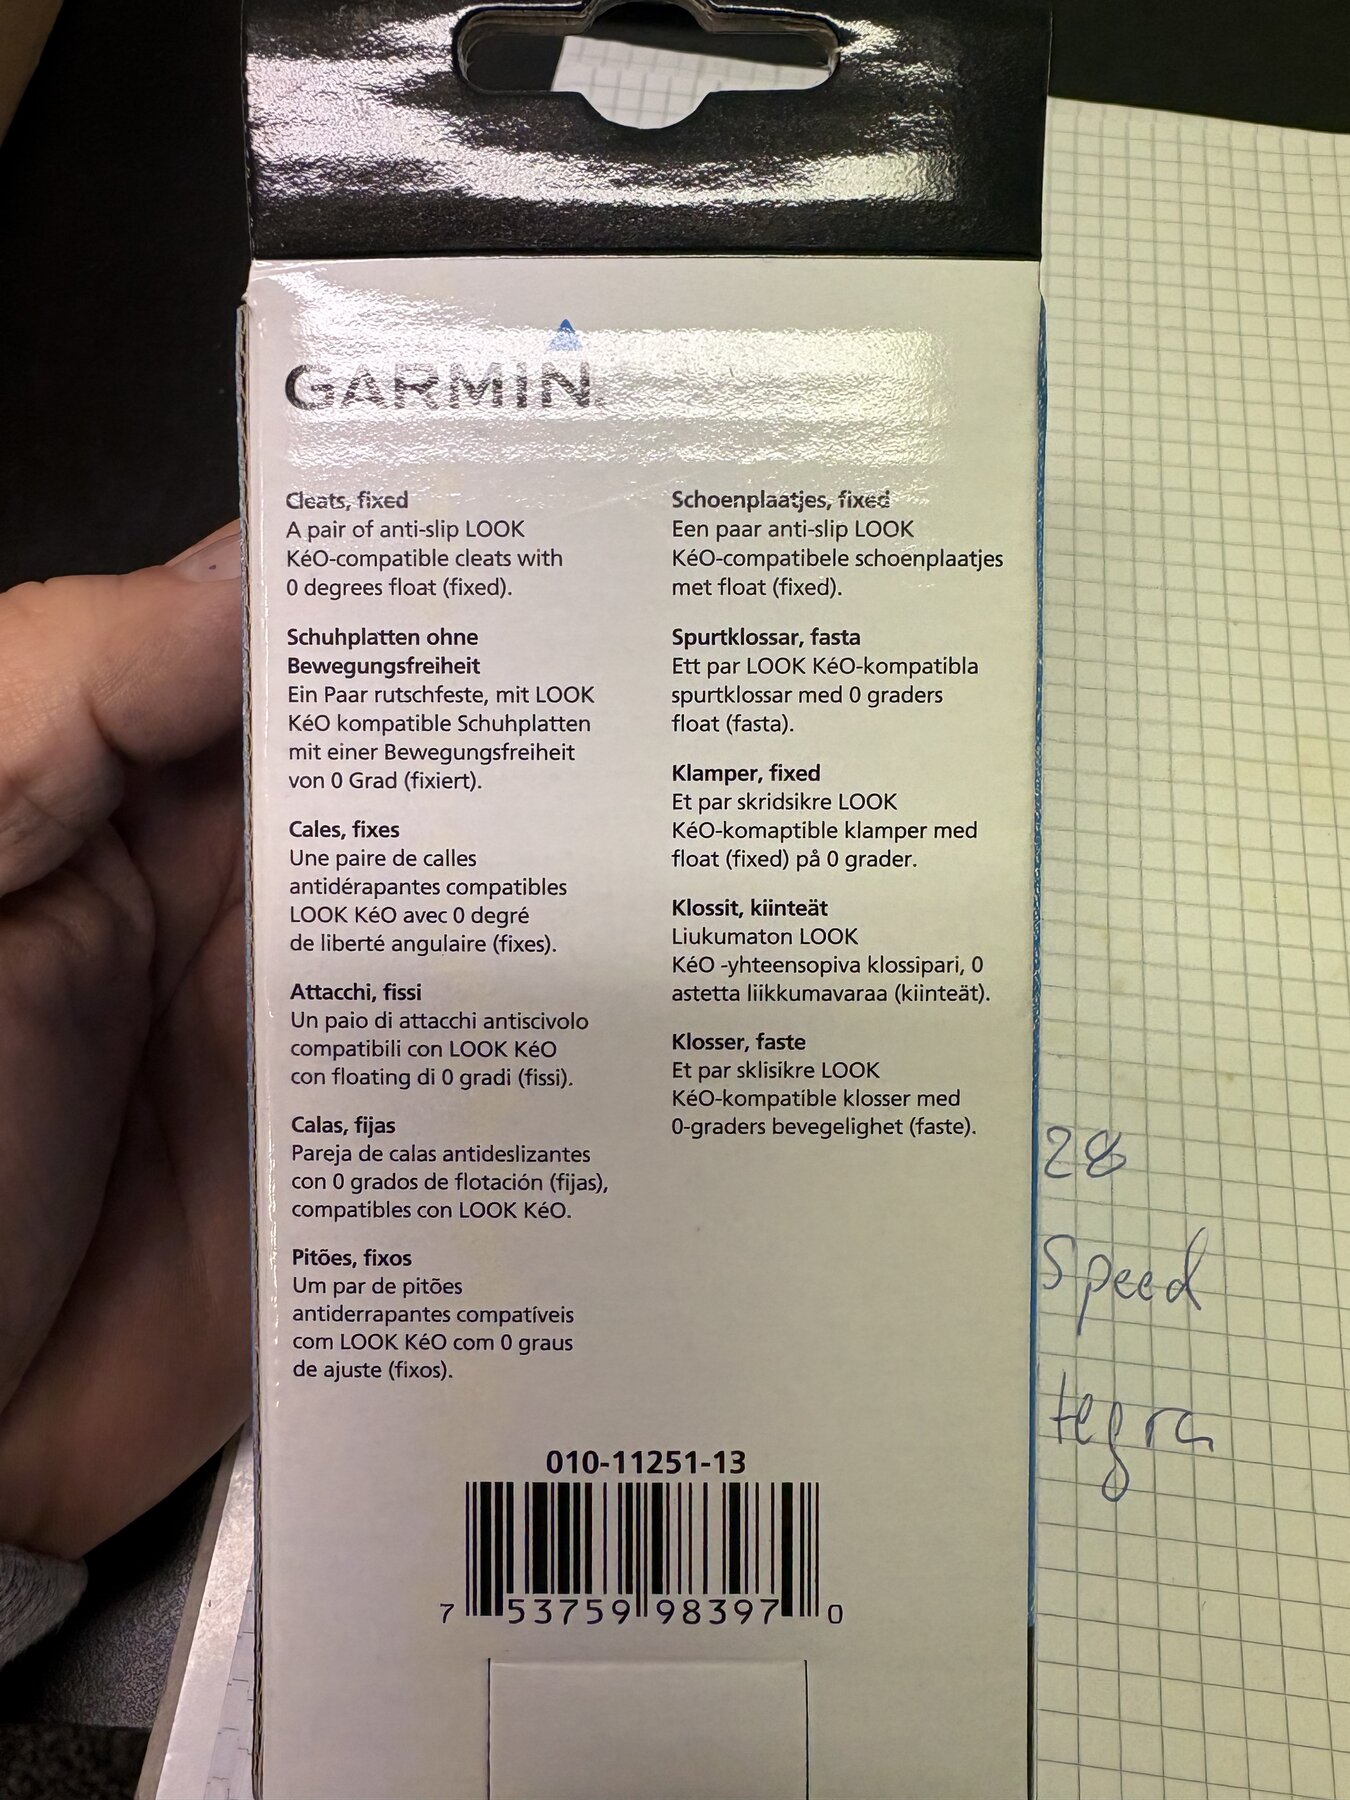 GARMIN
Cleats, fixed
A pair of anti-slip LOOK
KéO-compatible cleats with
0 degrees float (fixed).
Schuhplatten ohne
Bewegungsfreiheit
Ein Paar rutschfeste, mit LOOK
KéO kompatible Schuhplatten
mit einer Bewegungsfreiheit
von 0 Grad (fixiert).
Cales, fixes
Une paire de calles
antidérapantes compatibles
LOOK KéO avec 0 degré
de liberté angulaire (fixes).
Attacchi, fissi
Un paio di attacchi antiscivolo
compatibili con LOOK KéO
con floating di 0 gradi (fissi).
Calas, fijas
Pareja de calas antideslizantes
con 0 grados de flotación (fijas),
compatibles con LOOK KéO.
Pitões, fixos
Um par de pitões
antiderrapantes compatíveis
com LOOK KéO com 0 graus
de ajuste (fixos).
Schoenplaatjes, fixed
Een paar anti-slip LOOK
KéO-compatibele schoenplaatjes
met float (fixed).
Spurtklossar, fasta
Ett par LOOK KéO-kompatibla
spurtklossar med 0 graders
float (fasta).
Klamper, fixed
Et par skridsikre LOOK
KéO-komaptible klamper med
float (fixed) på 0 grader.
Klossit, kiinteät
Liukumaton LOOK
KéO -yhteensopiva klossipari, 0
astetta liikkumavaraa (kiinteät).
Klosser, faste
Et par sklisikre LOOK
KéO-kompatible klosser med
0-graders bevegelighet (faste).
010-11251-13
7 53759 98397 0
28
Speed
tegra